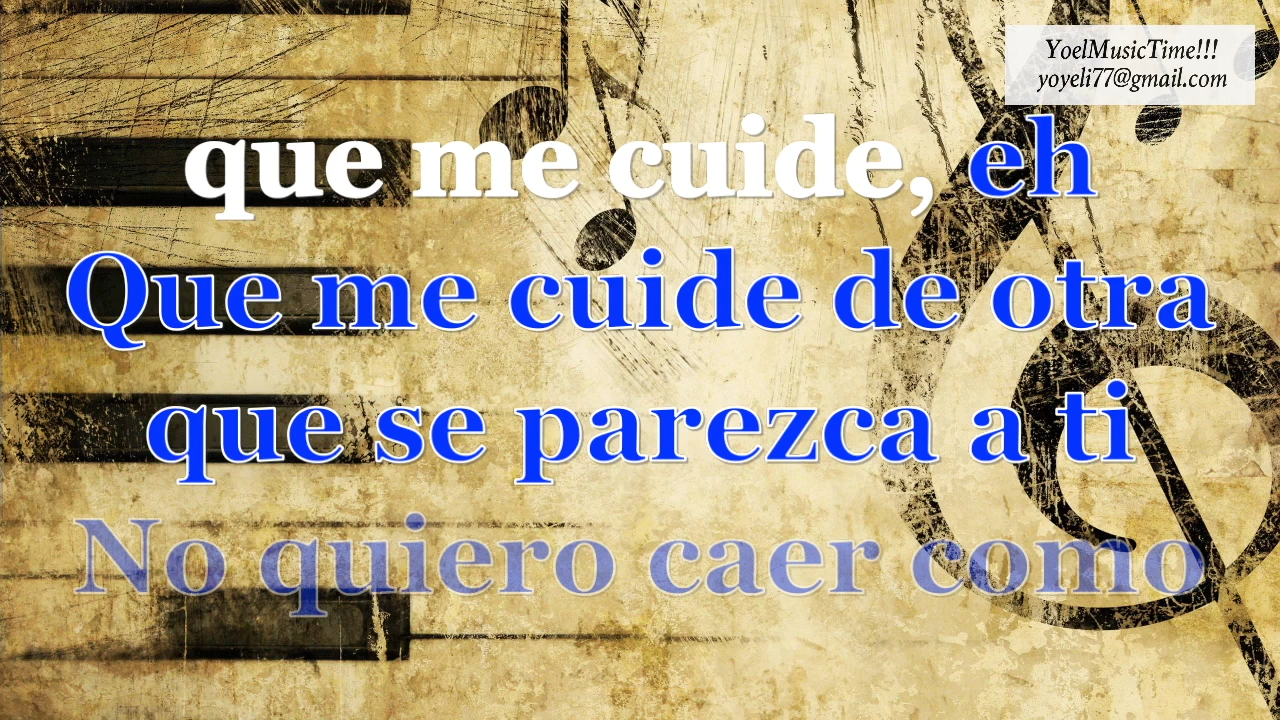 YoelMusicTime!!!
yoyeli77@gmail.com
que me cuide, eh
Que me cuide de otra
que se parezca a ti
No quiero caer como